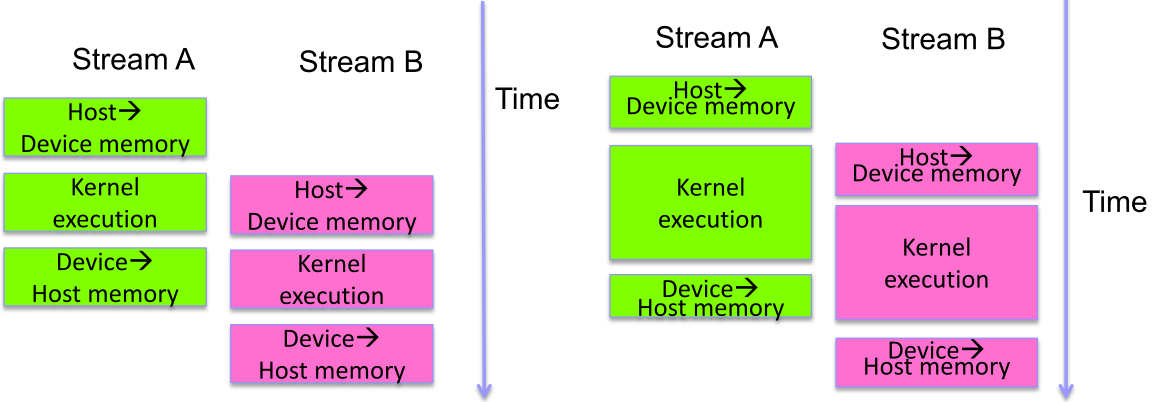 Stream A
Stream B
Time
Host→
Device memory
Kernel
execution
Device→
Host memory
Host→
Device memory
Kernel
execution
Device→
Host memory
Stream A
Stream B
Time
Host→
Device memory
Kernel
execution
Device→
Host memory
Host→
Device memory
Kernel
execution
Device→
Host memory